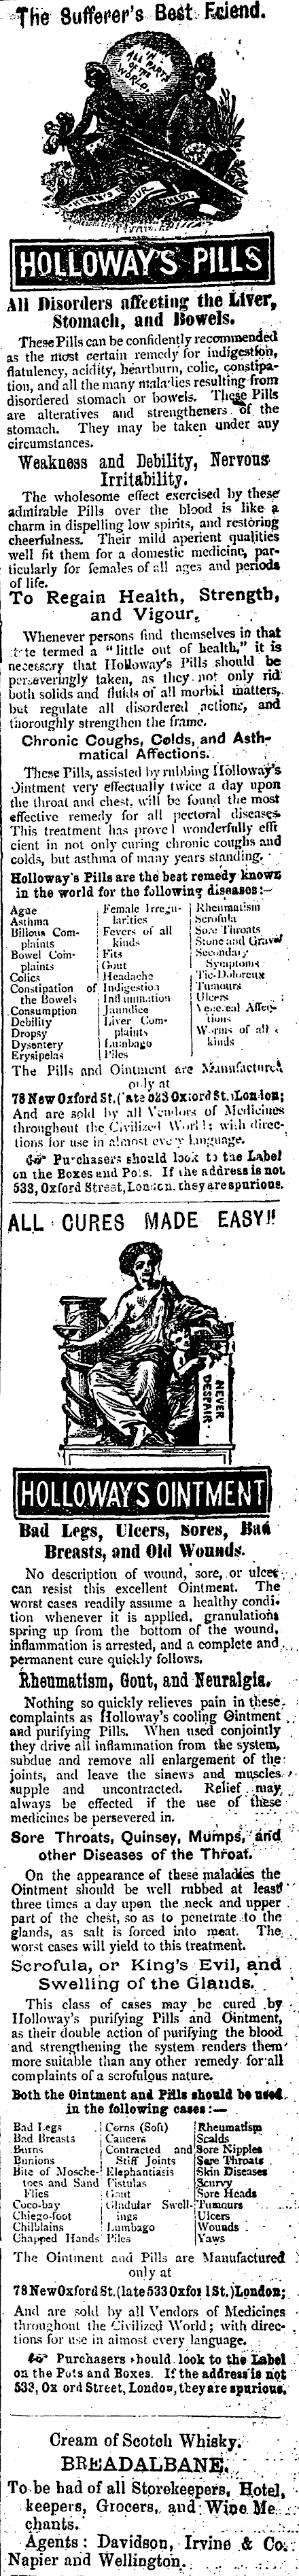 The Sufferer's Best Friend.
ALL PARTS
OF THE
WORLD.
HOLLOWAY'S PILLS
All Disorders affecting the Liver,
Stomach, and Bowels.
These Pills can be confidently recommended
as the most certain remedy for indigestion,
flatulency, acidity, heartburn, colic, constipa-
tion, and all the many maladies resulting from
disordered stomach or bowels. These Pills
are alteratives and strengtheners of the
stomach. They may be taken under any
circumstances.
Weakness and Debility, Nervous
Irritability.
The wholesome effect exercised by these
admirable Pills over the blood is like a
charm in dispelling low spirits, and restoring
cheerfulness. Their mild aperient qualities
well fit them for a domestic medicine, par-
ticularly for females of all ages and periods
of life.
To Regain Health, Strength,
and Vigour.
Whenever persons find themselves in that
state termed a "little out of health," it is
necessary that Holloway's Pills should be
perseveringly taken, as they not only rid
both solids and fluids of all morbid matters,
but regulate all disordered actions, and
thoroughly strengthen the frame.
Chronic Coughs, Colds, and Asth-
matical Affections.
These Pills, assisted by rubbing Holloway's
Ointment very effectually twice a day upon
the throat and chest, will be found the most
effective remedy for all pectoral diseases.
This treatment has proved wonderfully effi
cient in not only curing chronic coughs and
colds, but asthma of many years standing.
Holloway's Pills are the best remedy known
in the world for the following diseases:—
Ague
Asthma
Bilious Com-
plaints
Bowel Com-
plaints
Colics
Constipation of
the Bowels
Consumption
Debility
Dropsy
Dysentery
Erysipelas
Female Irregu-
larities
Fevers of all
kinds
Fits
Gout
Headache
Indigestion
Inflammation
Jaundice
Liver Com-
plaints
Lumbago
Piles
Rheumatism
Scrofula
Sore Throats
Stone and Gravel
Secondary
Symptoms
Tic-Doloreux
Tumours
Ulcers
Venereal Affec-
tions
Worms of all
kinds
The Pills and Ointment are Manufactured
only at
78 New Oxford St. (late 533 Oxford St.) London;
And are sold by all Vendors of Medicines
throughout the Civilized World; with direc-
tions for use in almost every language.
☞ Purchasers should look to the Label
on the Boxes and Pots. If the address is not
533, Oxford Street, London, they are spurious.
ALL CURES MADE EASY!!
NEVER
DESPAIR.
HOLLOWAY'S OINTMENT
Bad Legs, Ulcers, Sores, Bad
Breasts, and Old Wounds.
No description of wound, sore, or ulcer
can resist this excellent Ointment. The
worst cases readily assume a healthy condi-
tion whenever it is applied, granulations
spring up from the bottom of the wound,
inflammation is arrested, and a complete and
permanent cure quickly follows.
Rheumatism, Gout, and Neuralgia.
Nothing so quickly relieves pain in these
complaints as Holloway's cooling Ointment
and purifying Pills. When used conjointly
they drive all inflammation from the system,
subdue and remove all enlargement of the
joints, and leave the sinews and muscles
supple and uncontracted. Relief may
always be effected if the use of these
medicines be persevered in.
Sore Throats, Quinsey, Mumps, and
other Diseases of the Throat.
On the appearance of these maladies the
Ointment should be well rubbed at least
three times a day upon the neck and upper
part of the chest, so as to penetrate to the
glands, as salt is forced into meat. The
worst cases will yield to this treatment.
Scrofula, or King's Evil, and
Swelling of the Glands.
This class of cases may be cured by
Holloway's purifying Pills and Ointment,
as their double action of purifying the blood
and strengthening the system renders them
more suitable than any other remedy for all
complaints of a scrofulous nature.
Both the Ointment and Pills should be used
in the following cases:—
Bad Legs
Bad Breasts
Burns
Bunions
Bite of Mosche-
toes and Sand
Flies
Coco-bay
Chiego-foot
Chilblains
Chapped Hands
Corns (Soft)
Cancers
Contracted and
Stiff Joints
Elephantiasis
Fistulas
Gout
Glandular Swell-
ings
Lumbago
Piles
Rheumatism
Scalds
Sore Nipples
Sore Throats
Skin Diseases
Scurvy
Sore Heads
Tumours
Ulcers
Wounds
Yaws
The Ointment and Pills are Manufactured
only at
78 New Oxford St. (late 533 Oxford St.) London;
And are sold by all Vendors of Medicines
throughout the Civilized World; with direc-
tions for use in almost every language.
☞ Purchasers should look to the Label
on the Pots and Boxes. If the address is not
533, Oxford Street, London, they are spurious.
Cream of Scotch Whisky.
BREADALBANE.
To be had of all Storekeepers, Hotel,
keepers, Grocers, and Wine Me
chants.
Agents: Davidson, Irvine & Co.
Napier and Wellington.